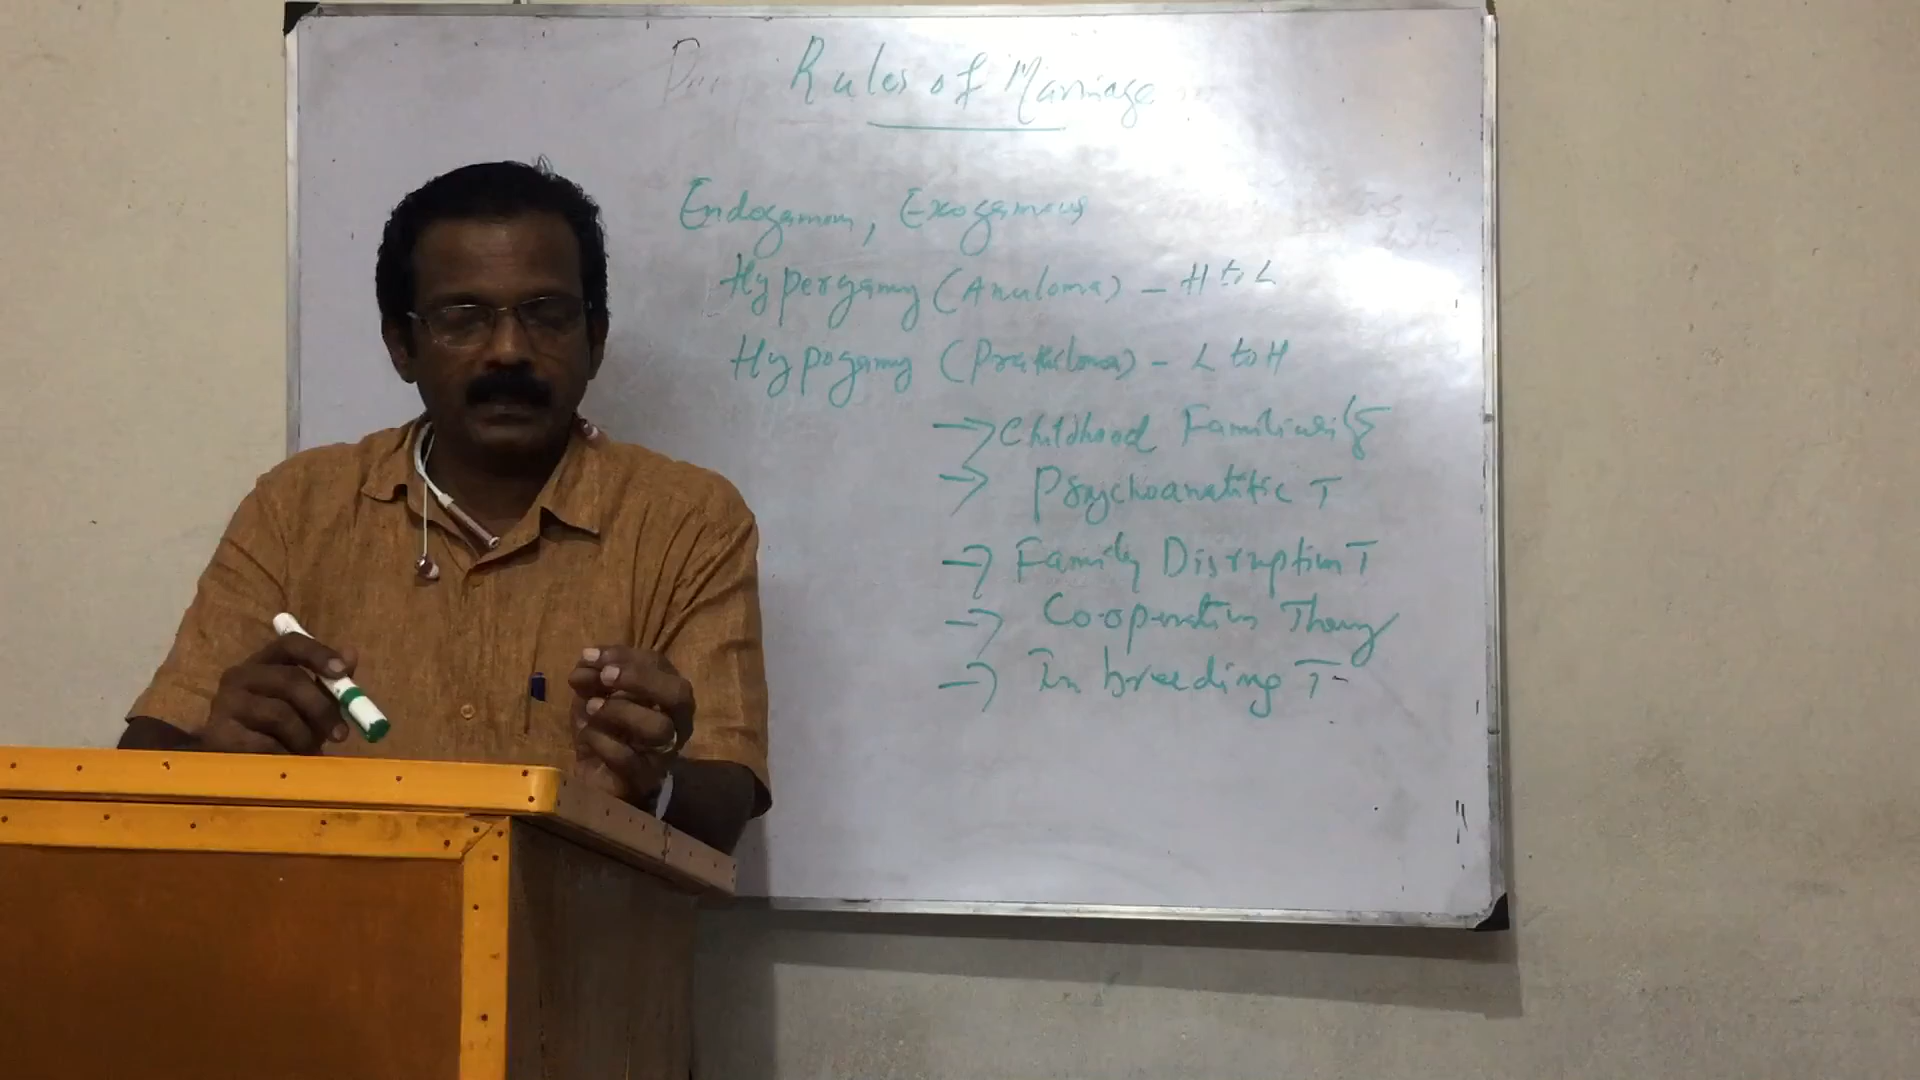 Rules of Marriage
Endogamous, Exogamous
Hypergamy (Anuloma) - H to L
Hypogamy (Pratiloma) - L to H
→ Childhood Familiarity
→ Psychoanalitic T
→ Family Disruption T
→ Co-operation Theory
→ In breeding T-